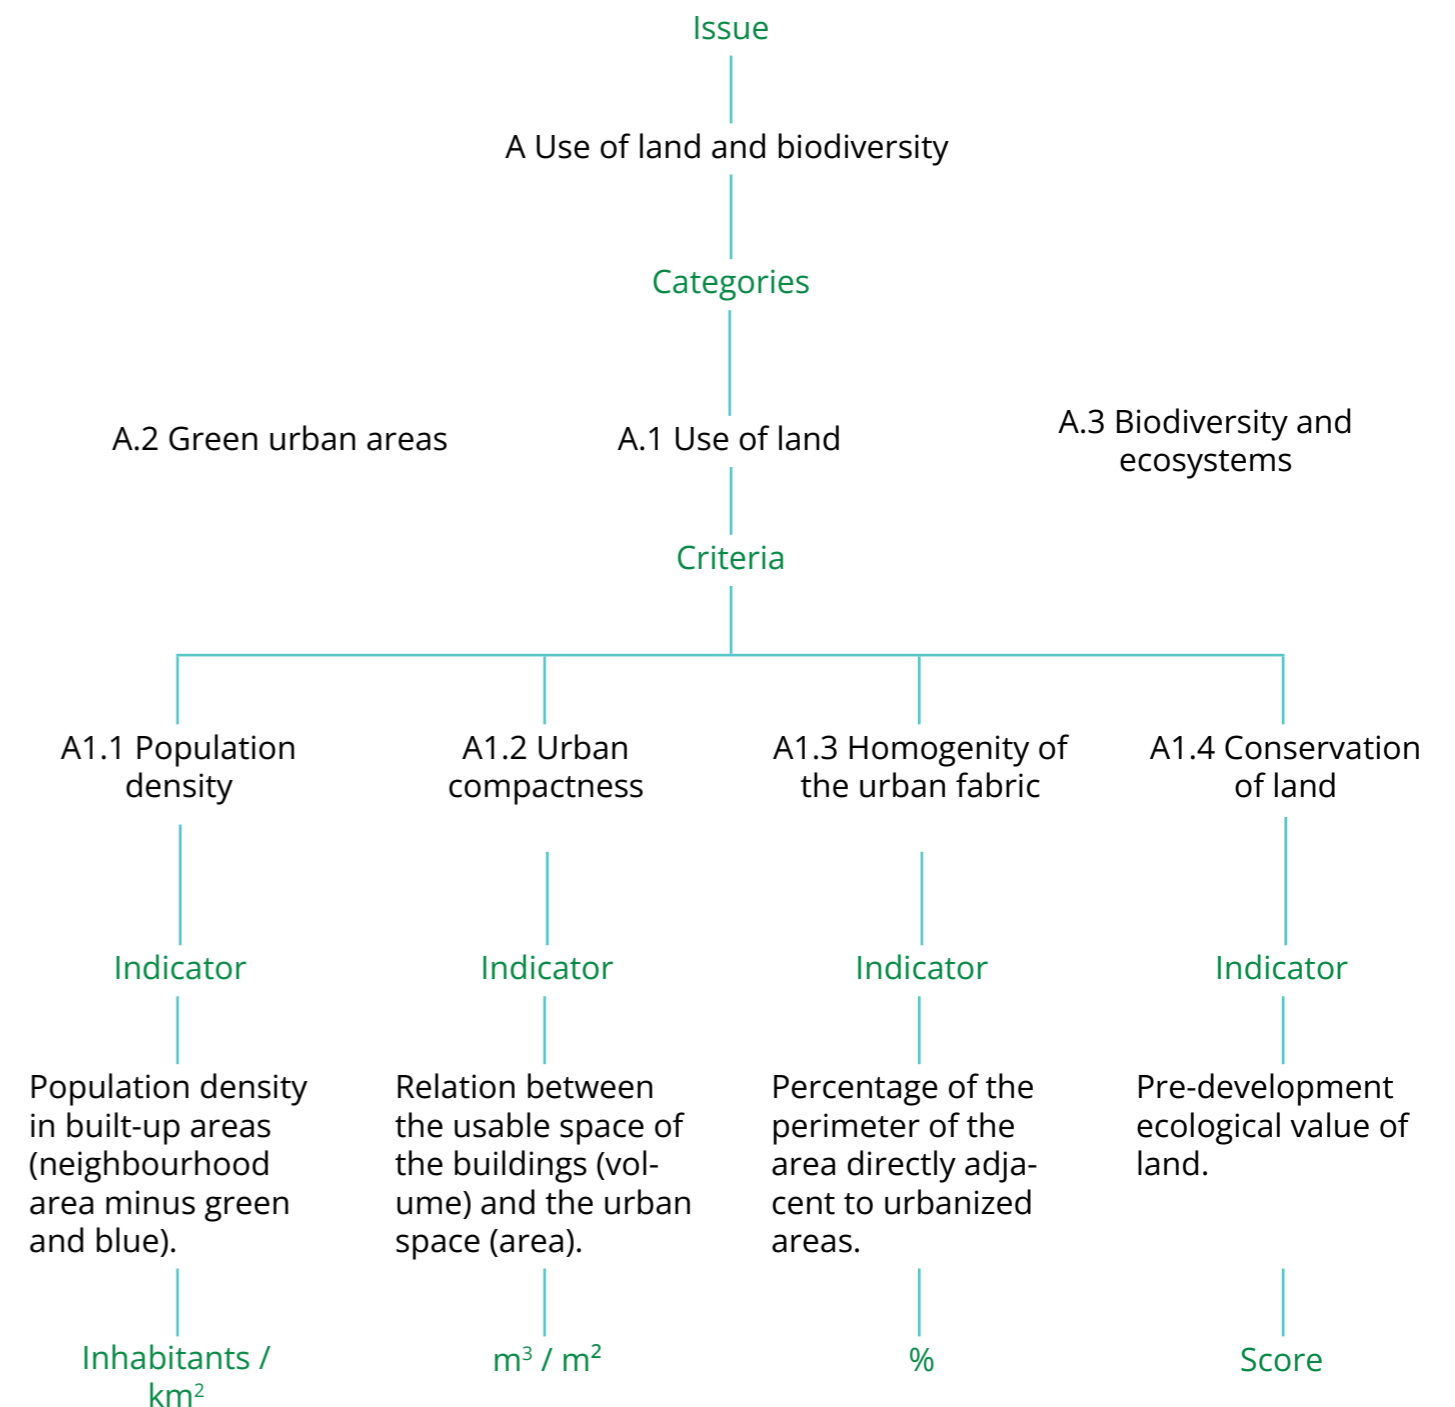 Issue
A Use of land and biodiversity
Categories
A.2 Green urban areas
A.1 Use of land
A.3 Biodiversity and
ecosystems
Criteria
A1.1 Population
density
A1.2 Urban
compactness
A1.3 Homogenity of
the urban fabric
A1.4 Conservation
of land
Indicator
Indicator
Indicator
Indicator
Population density
in built-up areas
(neighbourhood
area minus green
and blue).
Relation between
the usable space of
the buildings (vol-
ume) and the urban
space (area).
Percentage of the
perimeter of the
area directly adja-
cent to urbanized
areas.
Pre-development
ecological value of
land.
Inhabitants /
km²
m³ / m²
%
Score